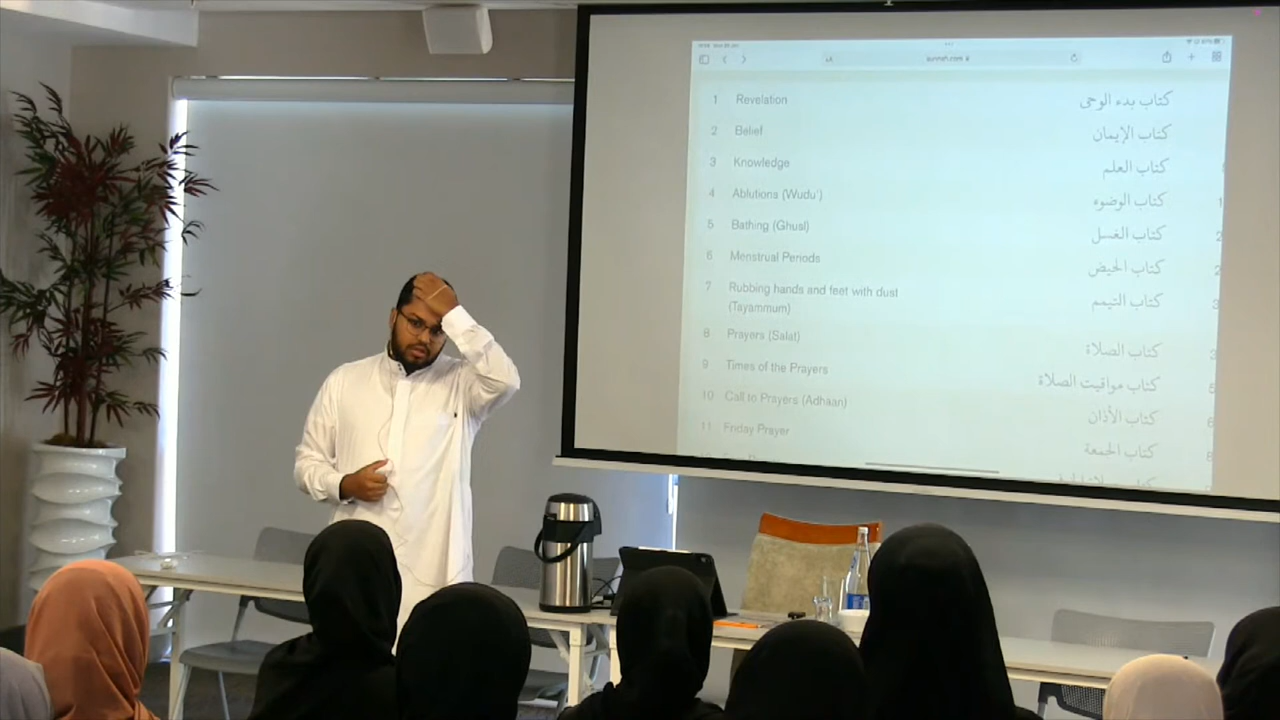 sunnah.com
1 Revelation كتاب بدء الوحى
2 Belief كتاب الإيمان
3 Knowledge كتاب العلم
4 Ablutions (Wudu') كتاب الوضوء
5 Bathing (Ghusl) كتاب الغسل
6 Menstrual Periods كتاب الحيض
7 Rubbing hands and feet with dust كتاب التيمم
(Tayammum)
8 Prayers (Salat) كتاب الصلاة
9 Times of the Prayers كتاب مواقيت الصلاة
10 Call to Prayers (Adhaan) كتاب الأذان
11 Friday Prayer كتاب الجمعة